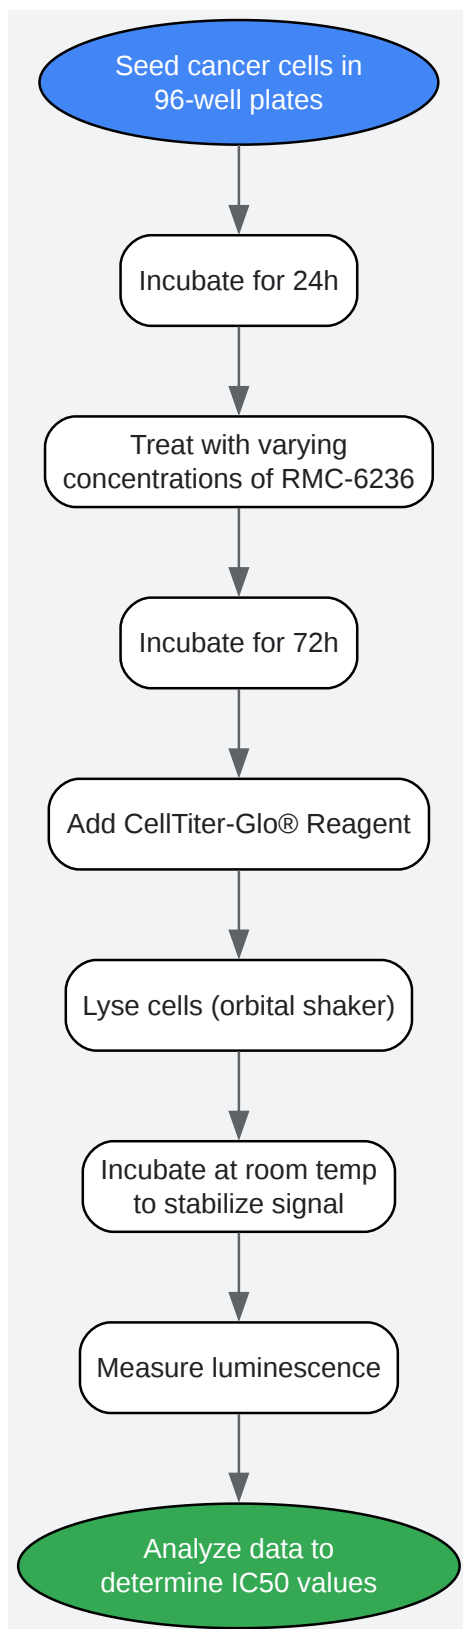 Seed cancer cells in
96-well plates
Incubate for 24h
Treat with varying
concentrations of RMC-6236
Incubate for 72h
Add CellTiter-Glo® Reagent
Lyse cells (orbital shaker)
Incubate at room temp
to stabilize signal
Measure luminescence
Analyze data to
determine IC50 values